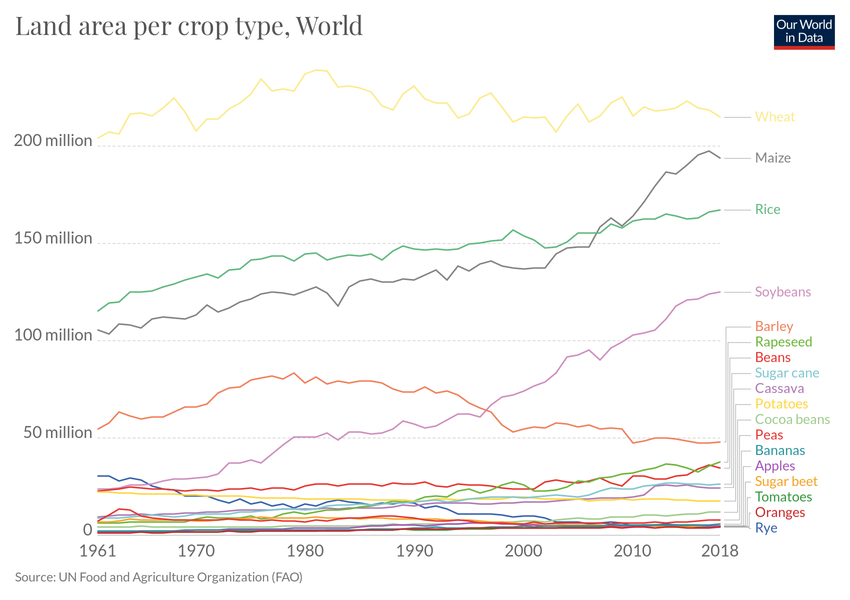 Land area per crop type, World
Our World
in Data
200 million
150 million
100 million
50 million
0
Wheat
Maize
Rice
Soybeans
Barley
Rapeseed
Beans
Sugar cane
Cassava
Potatoes
Cocoa beans
Peas
Bananas
Apples
Sugar beet
Tomatoes
Oranges
Rye
1961
1970
1980
1990
2000
2010
2018
Source: UN Food and Agriculture Organization (FAO)